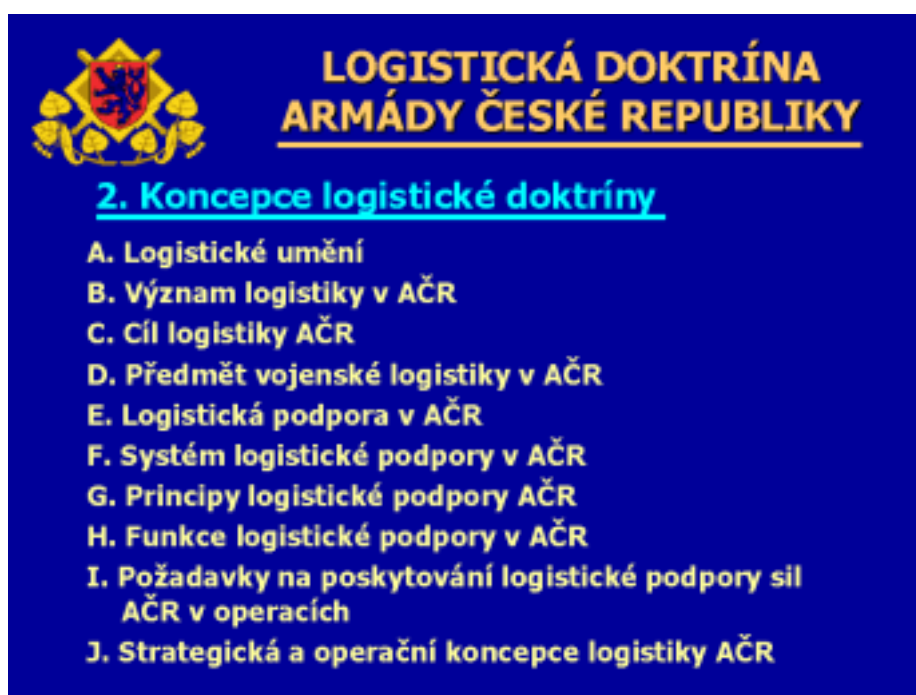 LOGISTICKÁ DOKTRÍNA
ARMÁDY ČESKÉ REPUBLIKY
2. Koncepce logistické doktríny
A. Logistické umění
B. Význam logistiky v AČR
C. Cíl logistiky AČR
D. Předmět vojenské logistiky v AČR
E. Logistická podpora v AČR
F. Systém logistické podpory v AČR
G. Principy logistické podpory AČR
H. Funkce logistické podpory v AČR
I. Požadavky na poskytování logistické podpory sil
AČR v operacích
J. Strategická a operační koncepce logistiky AČR